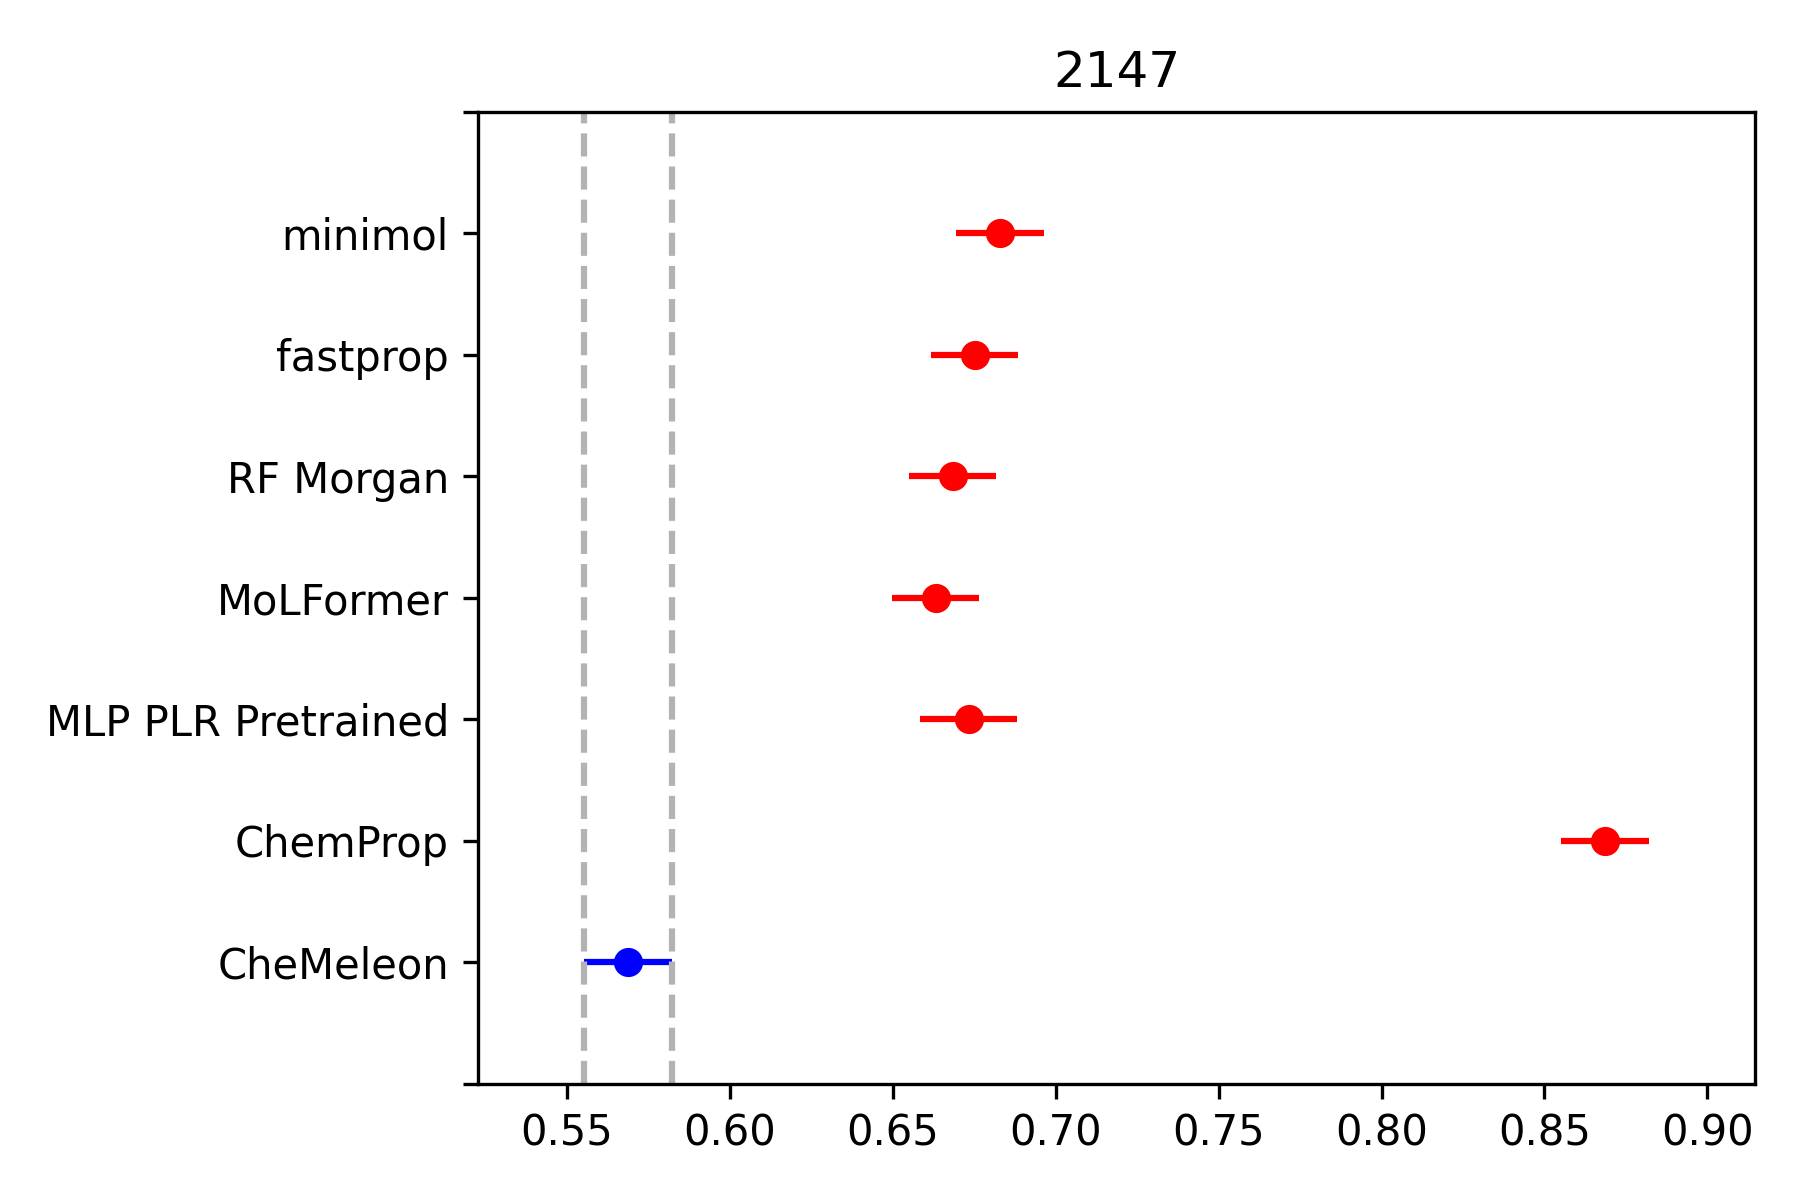 2147
minimol
fastprop
RF Morgan
MoLFormer
MLP PLR Pretrained
ChemProp
CheMeleon
0.55 0.60 0.65 0.70 0.75 0.80 0.85 0.90